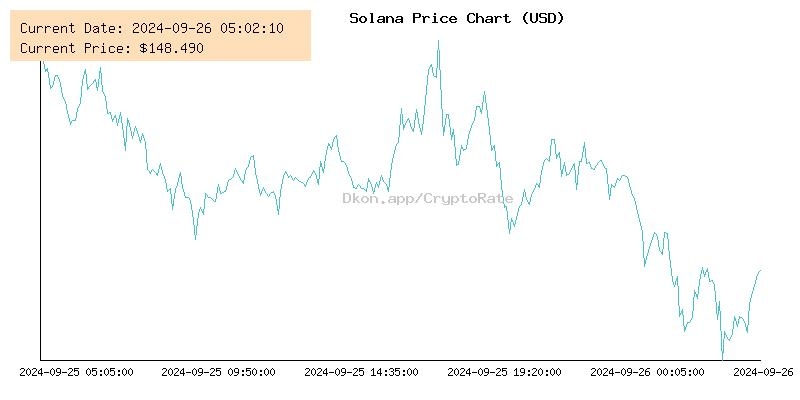 Solana Price Chart (USD)
Current Date: 2024-09-26 05:02:10
Current Price: $148.490
Dkon.app/CryptoRate
2024-09-25 05:05:00
2024-09-25 09:50:00
2024-09-25 14:35:00
2024-09-25 19:20:00
2024-09-26 00:05:00
2024-09-26